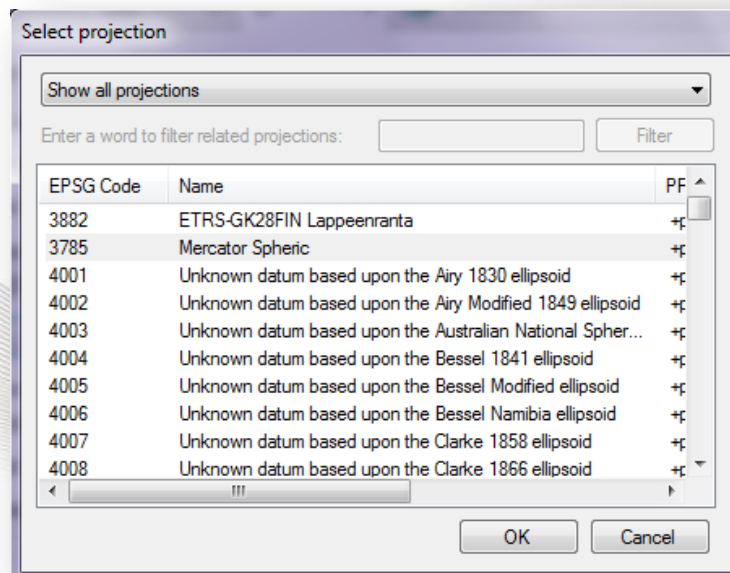 Select projection
Show all projections
Enter a word to filter related projections: Filter
EPSG Code Name PF
3882 ETRS-GK28FIN Lappeenranta +p
3785 Mercator Spheric +p
4001 Unknown datum based upon the Airy 1830 ellipsoid +p
4002 Unknown datum based upon the Airy Modified 1849 ellipsoid +p
4003 Unknown datum based upon the Australian National Spher... +p
4004 Unknown datum based upon the Bessel 1841 ellipsoid +p
4005 Unknown datum based upon the Bessel Modified ellipsoid +p
4006 Unknown datum based upon the Bessel Namibia ellipsoid +p
4007 Unknown datum based upon the Clarke 1858 ellipsoid +p
4008 Unknown datum based upon the Clarke 1866 ellipsoid +p
OK Cancel